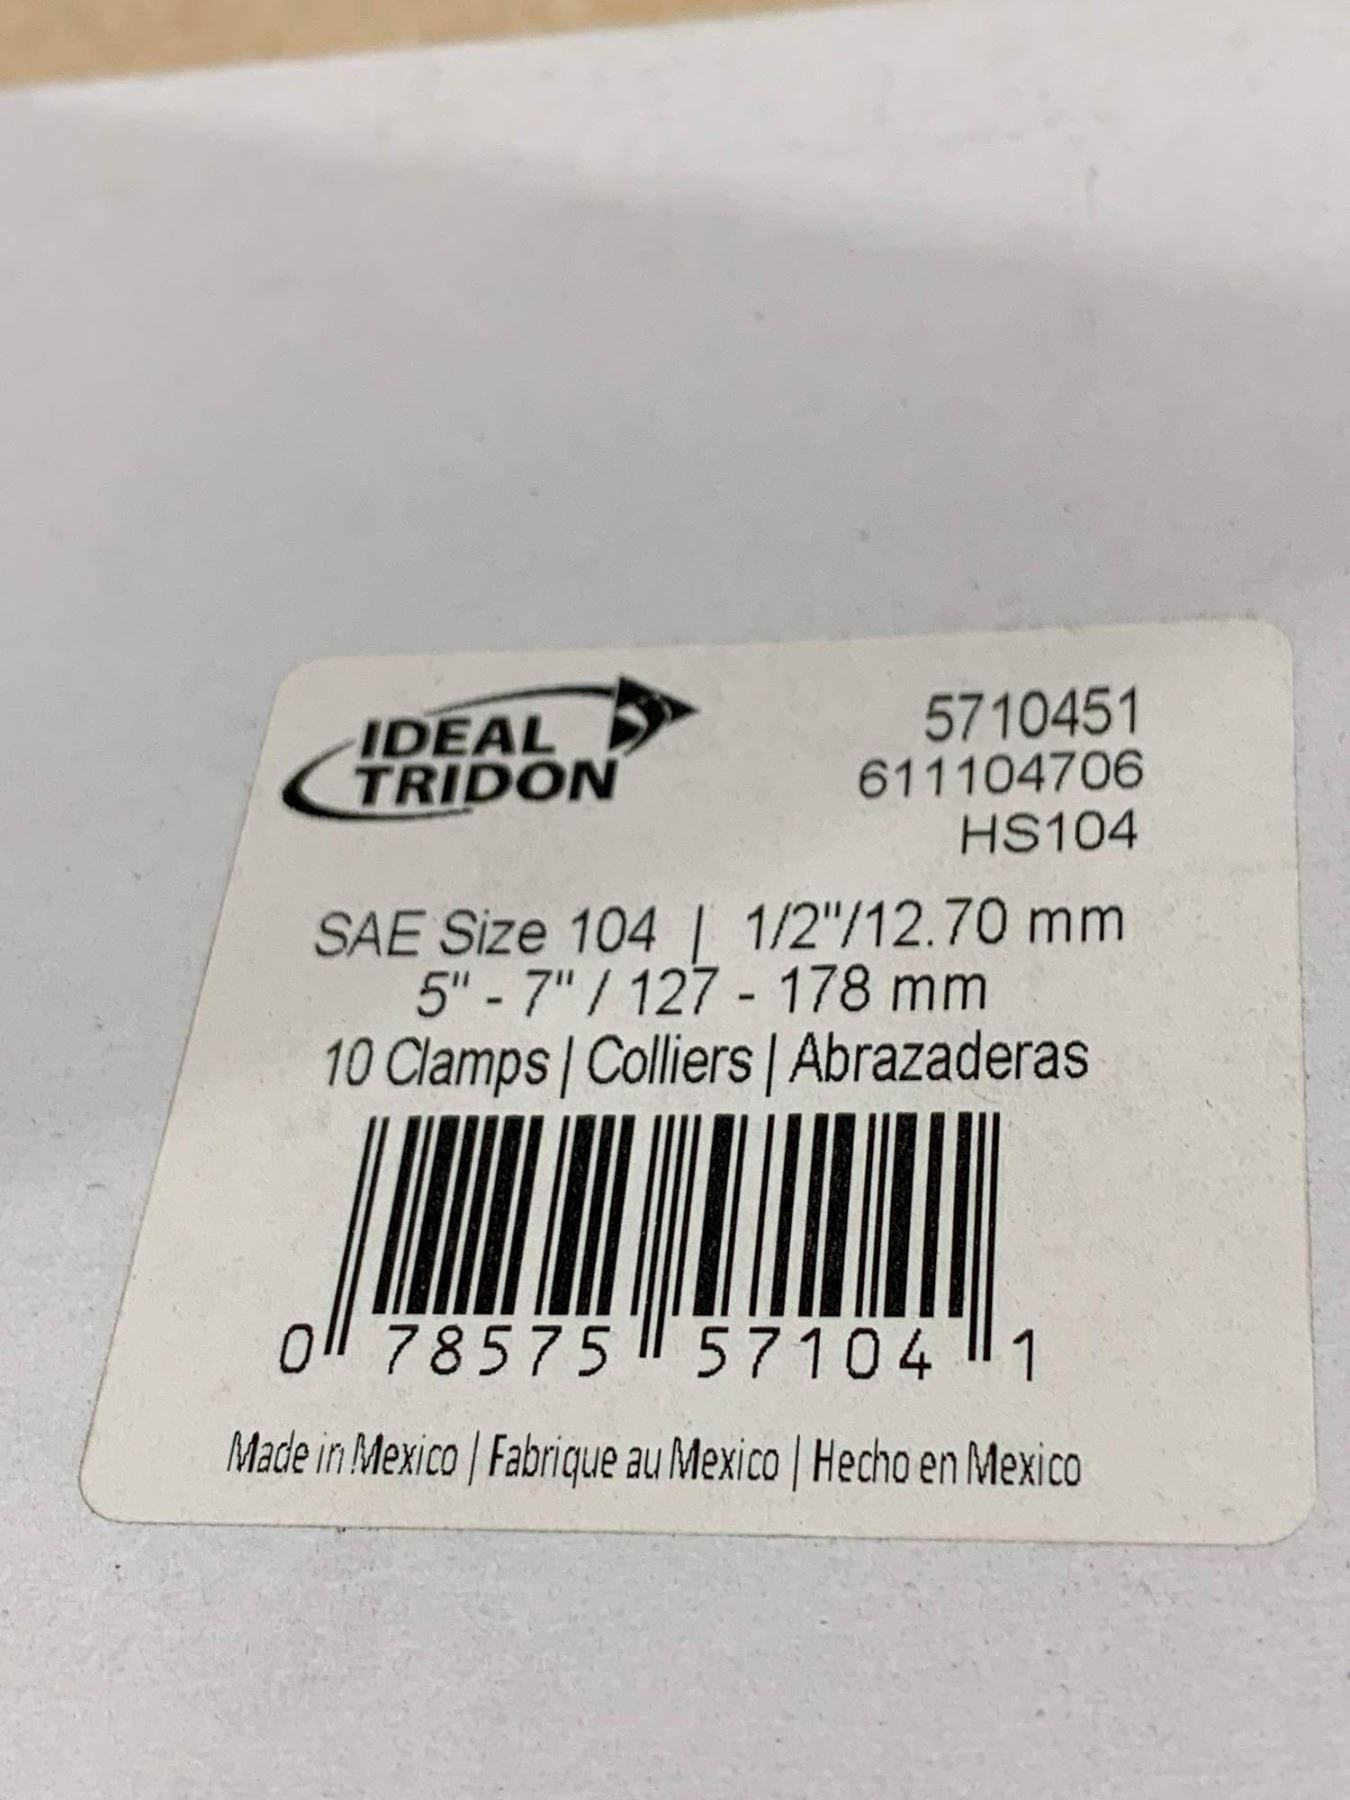 IDEAL
TRIDON
5710451
611104706
HS104
SAE Size 104 | 1/2"/12.70 mm
5" - 7" / 127 - 178 mm
10 Clamps | Colliers | Abrazaderas
0 78575 57104 1
Made in Mexico | Fabrique au Mexico | Hecho en Mexico